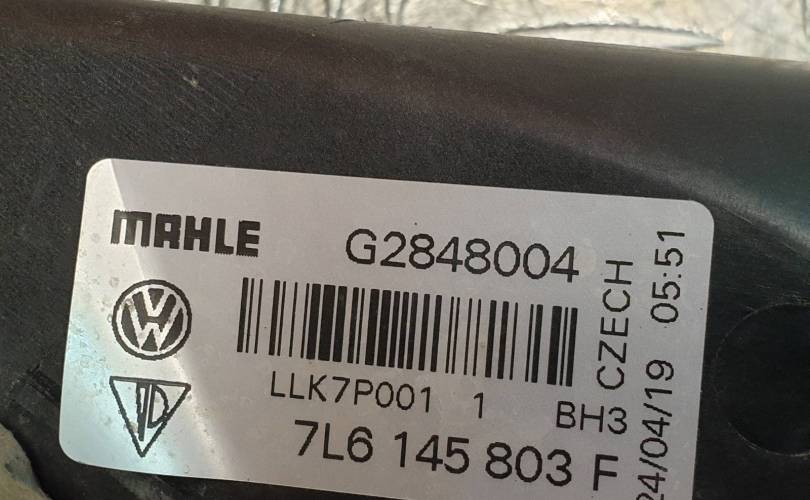 MAHLE
G2848004
LLK7P001 1
BH3
7L6 145 803 F
CZECH
24/04/19 05:51